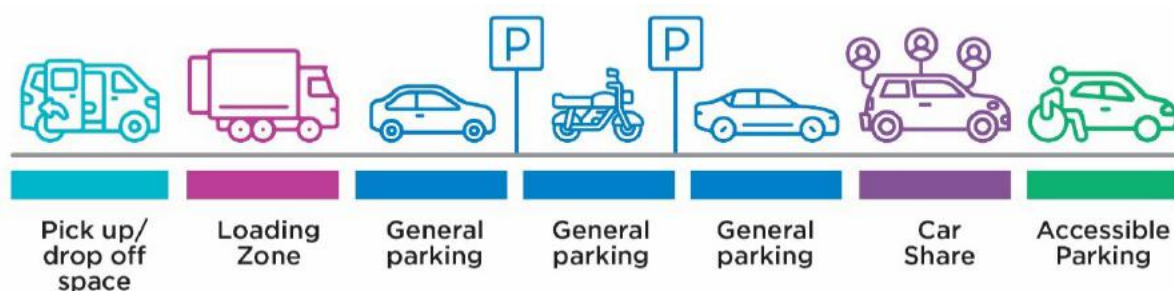 P
P
Pick up/
drop off
space
Loading
Zone
General
parking
General
parking
General
parking
Car
Share
Accessible
Parking